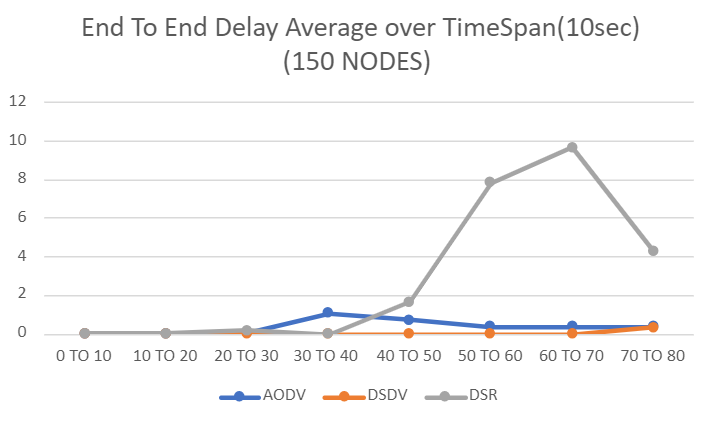 End To End Delay Average over TimeSpan(10sec)
(150 NODES)
12
10
8
6
4
2
0
0 TO 10 10 TO 20 20 TO 30 30 TO 40 40 TO 50 50 TO 60 60 TO 70 70 TO 80
AODV DSDV DSR